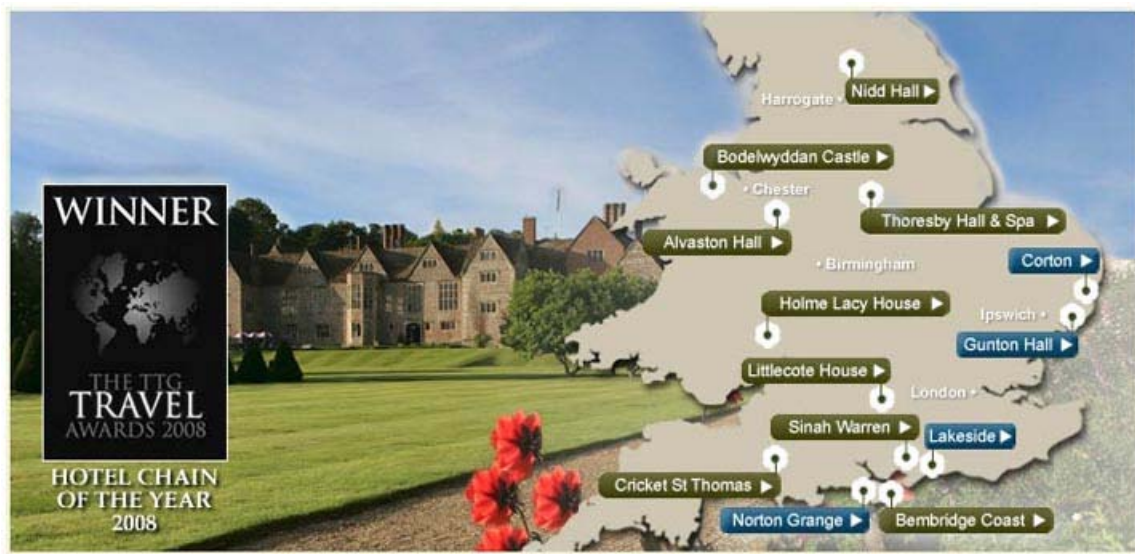 WINNER
THE TTG
TRAVEL
AWARDS 2008
HOTEL CHAIN
OF THE YEAR
2008
Nidd Hall
Harrogate
Bodelwyddan Castle
Chester
Thoresby Hall & Spa
Alvaston Hall
Corton
Birmingham
Holme Lacy House
Ipswich
Gunton Hall
Littlecote House
London
Sinah Warren
Lakeside
Cricket St Thomas
Norton Grange
Bembridge Coast